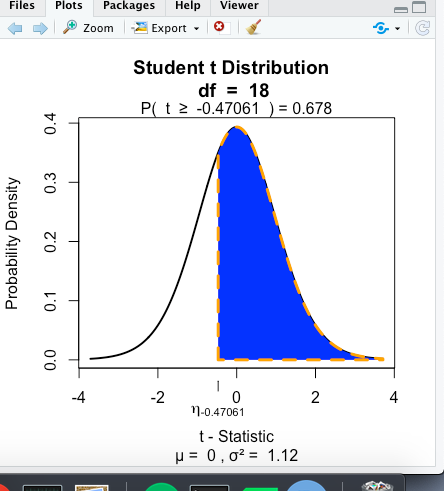 Files Plots Packages Help Viewer
Zoom Export
Student t Distribution
df = 18
P( t ≥ -0.47061 ) = 0.678
Probability Density
0.4
0.3
0.2
0.1
0.0
-4 -2 0 2 4
η-0.47061
t - Statistic
μ = 0 , σ² = 1.12